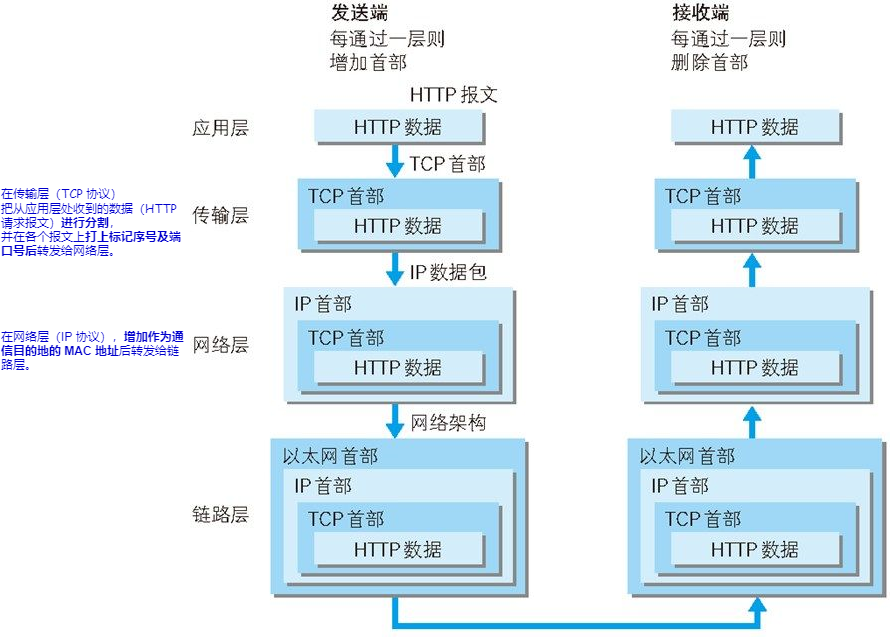 发送端
每通过一层则
增加首部
接收端
每通过一层则
删除首部
HTTP 报文
应用层
HTTP 数据
HTTP 数据
TCP 首部
在传输层（TCP 协议）
把从应用层处收到的数据（HTTP
请求报文）进行分割，
并在各个报文上打上标记序号及端
口号后转发给网络层。
传输层
TCP 首部
HTTP 数据
TCP 首部
HTTP 数据
IP 数据包
在网络层（IP 协议），增加作为通
信目的地的 MAC 地址后转发给链
路层。
网络层
IP 首部
TCP 首部
HTTP 数据
IP 首部
TCP 首部
HTTP 数据
网络架构
链路层
以太网首部
IP 首部
TCP 首部
HTTP 数据
以太网首部
IP 首部
TCP 首部
HTTP 数据